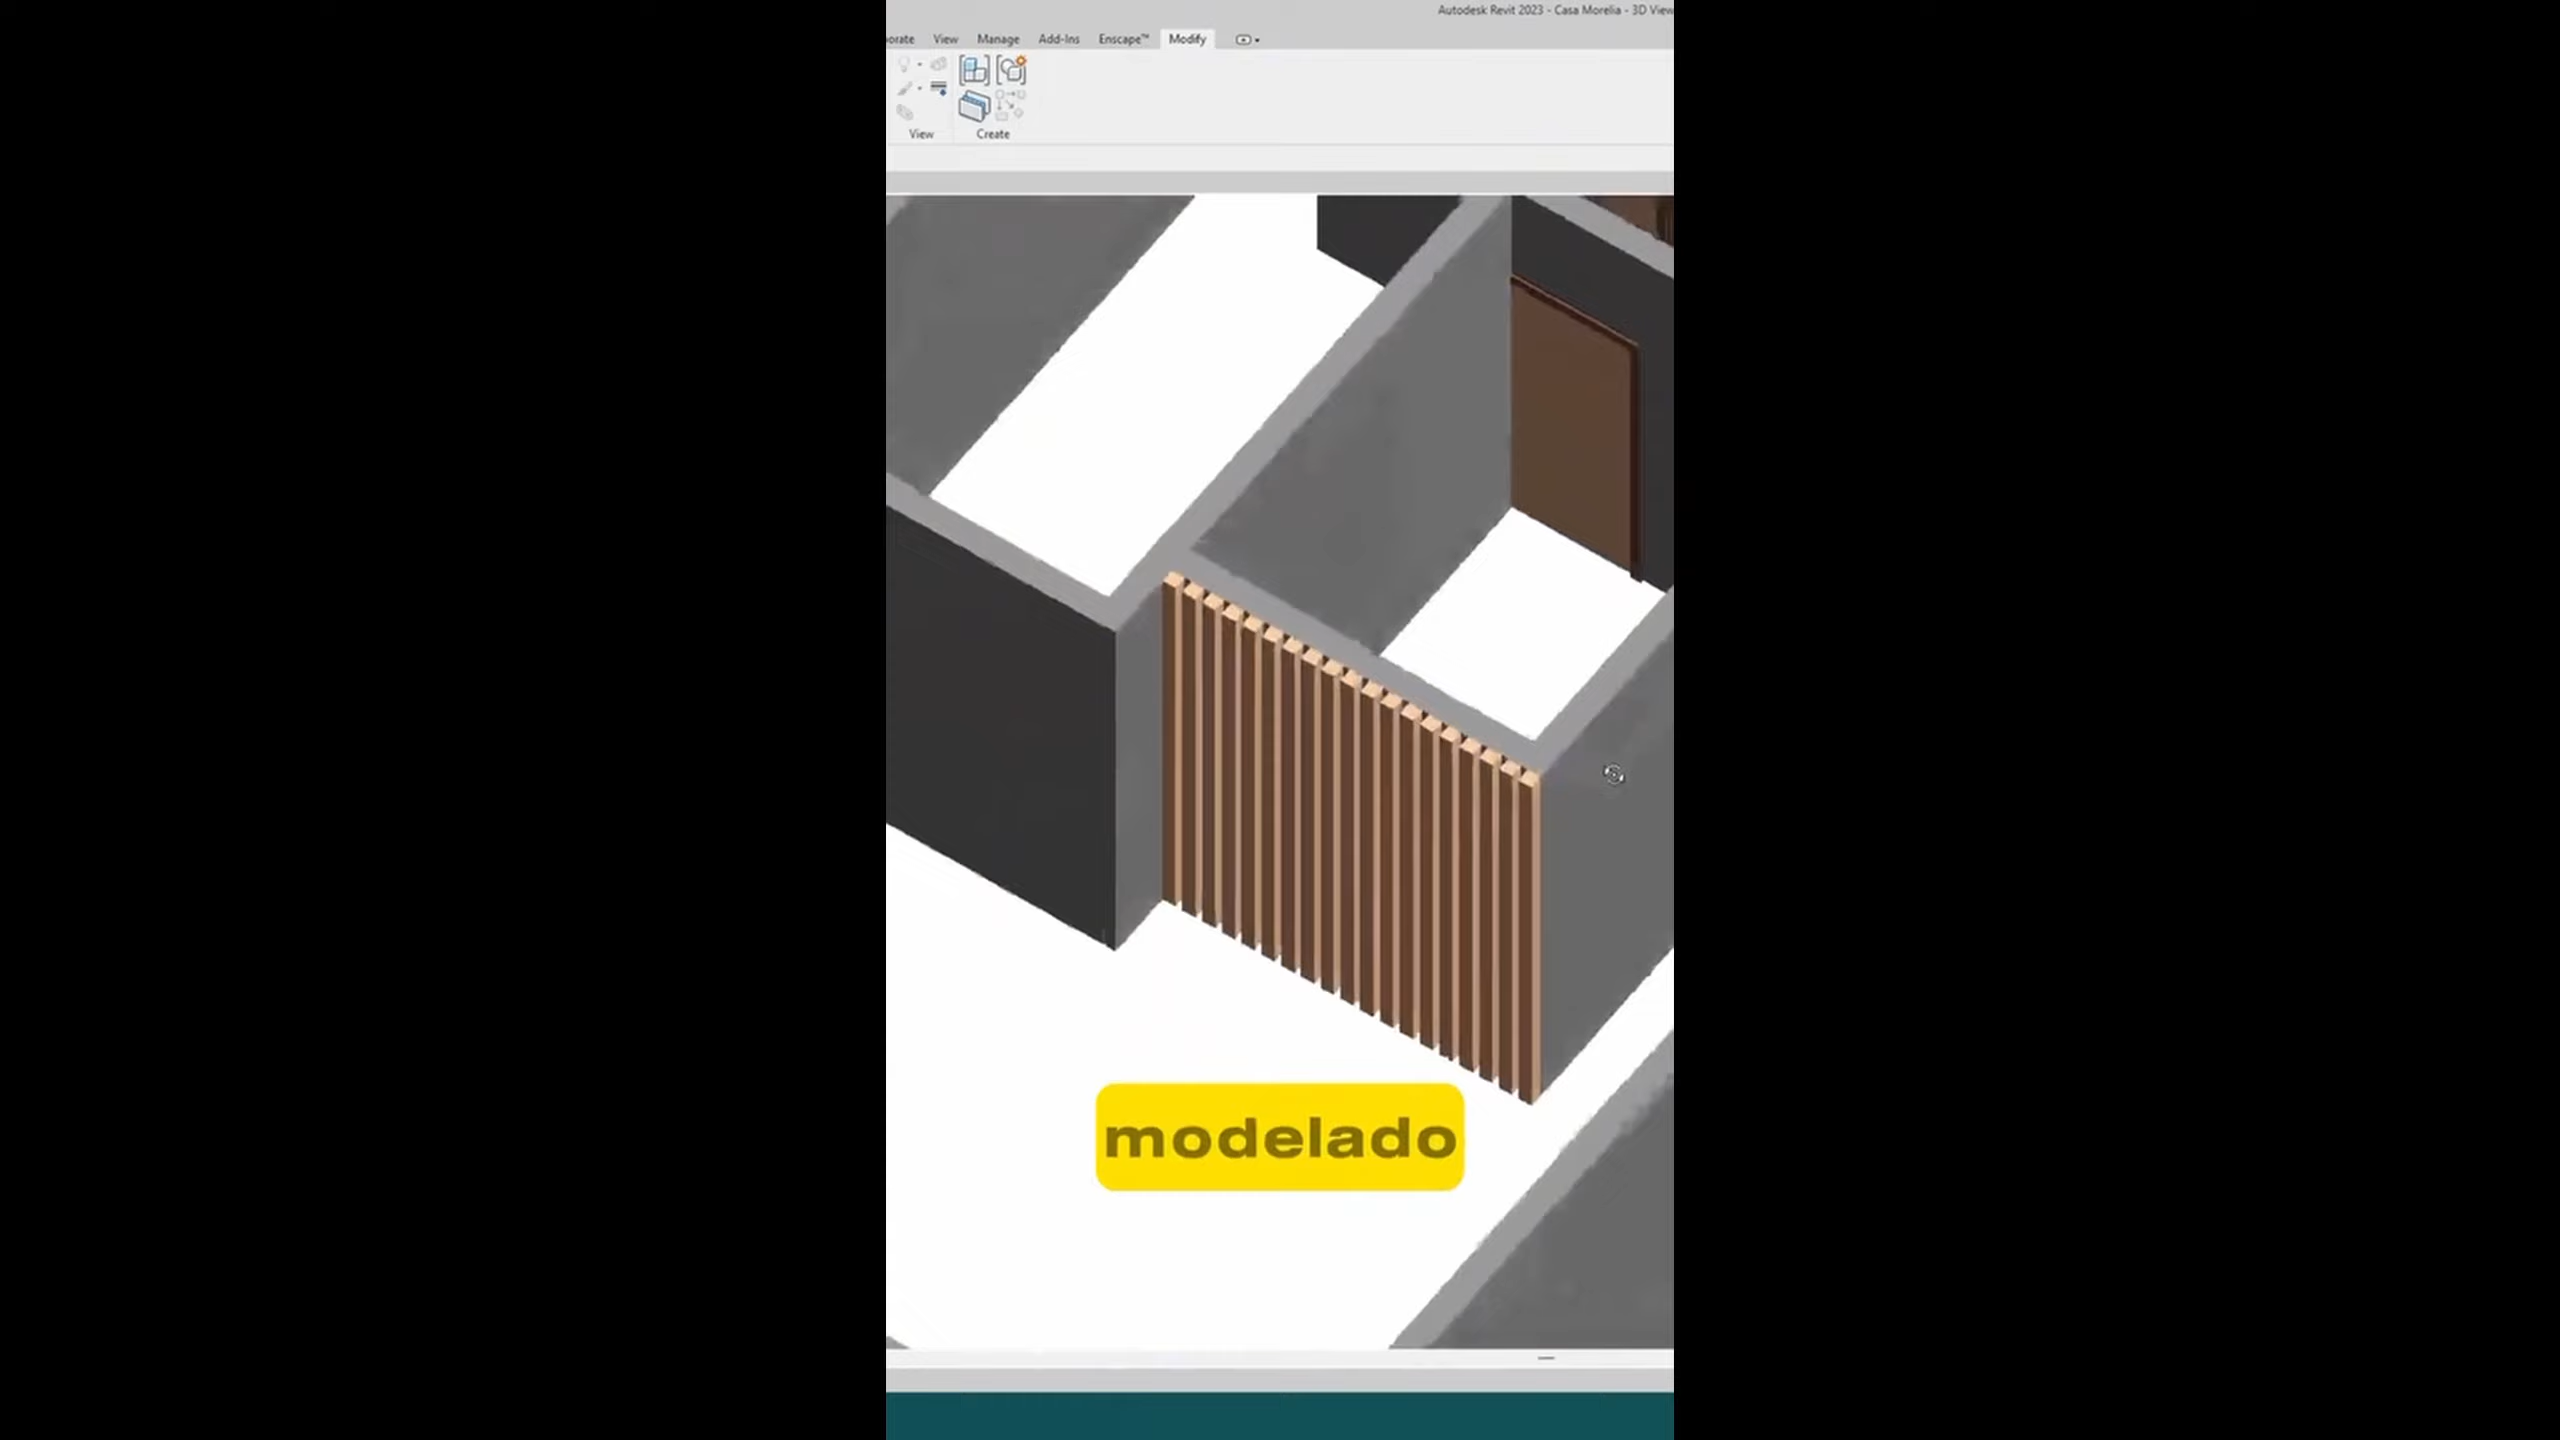 Autodesk Revit 2023 - Casa Morelia - 3D View
orate View Manage Add-Ins Enscape™ Modify
View Create
modelado